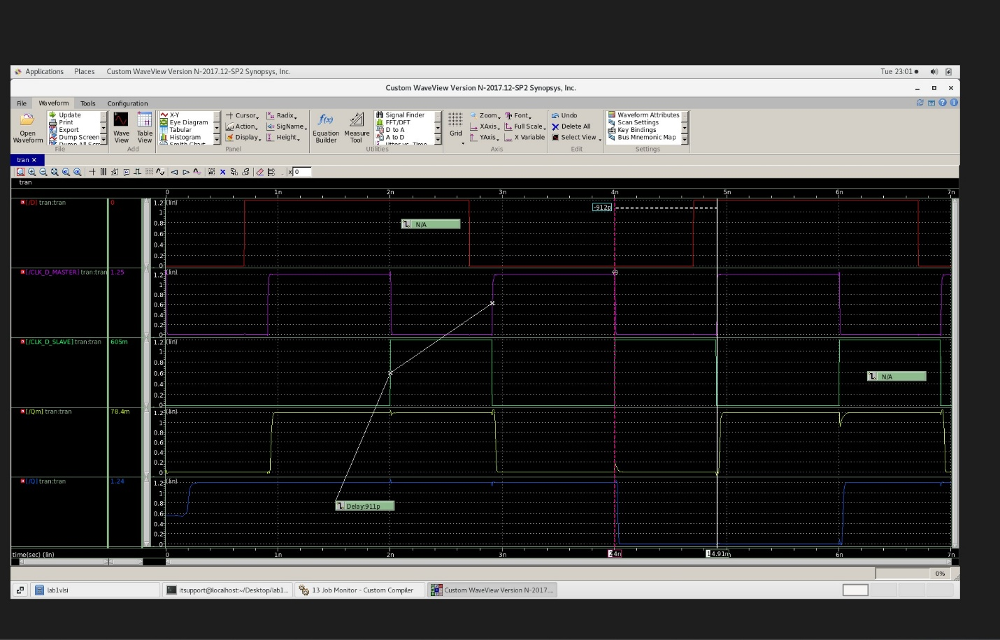 Applications Places Custom WaveView Version N-2017.12-SP2 Synopsys, Inc. Tue 23:01
Custom WaveView Version N-2017.12-SP2 Synopsys, Inc.
File Waveform Tools Configuration
Open Waveform
Update
Print
Export
Dump Screen
File
Wave View
Table View
Add
X-Y
Eye Diagram
Tabular
Histogram
Smith Chart
Cursor
Action
Display
Radix
SigName
Height
Panel
Equation Builder
Measure Tool
Signal Finder
FFT/DFT
D to A
A to D
Jitter vs. Time
Utilities
Grid
Zoom
XAxis
YAxis
Font
Full Scale
X Variable
Axis
Undo
Delete All
Select View
Edit
Waveform Attributes
Scan Settings
Key Bindings
Bus Mnemonic Map
Settings
tran
x 0
tran
0 1n 2n 3n 4n 5n 6n 7n
[/D] tran:tran 0
1.2 (lin)
1
0.8
0.6
0.4
0.2
0
-912p
N/A
[/CLK_D_MASTER] tran:tran 1.25
1.2 (lin)
1
0.8
0.6
0.4
0.2
0
[/CLK_D_SLAVE] tran:tran 605m
1.2 (lin)
1
0.8
0.6
0.4
0.2
0
N/A
[/Qm] tran:tran 78.4m
1.2 (lin)
1
0.8
0.6
0.4
0.2
0
[/Q] tran:tran 1.24
1.2 (lin)
1
0.8
0.6
0.4
0.2
0
Delay:911p
time(sec) (lin) 0 1n 2n 3n 2 4n 1 4.91n 6n 7n
0%
lab1vlsi
itsupport@localhost:~/Desktop/lab1...
13 Job Monitor - Custom Compiler
Custom WaveView Version N-2017....